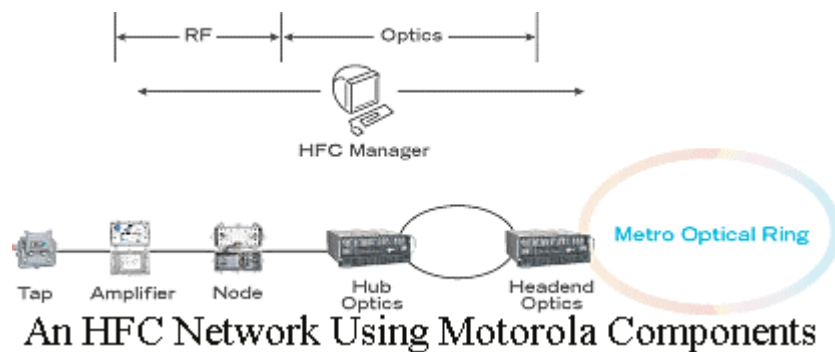 RF
Optics
HFC Manager
Metro Optical Ring
Tap
Amplifier
Node
Hub
Optics
Headend
Optics
An HFC Network Using Motorola Components